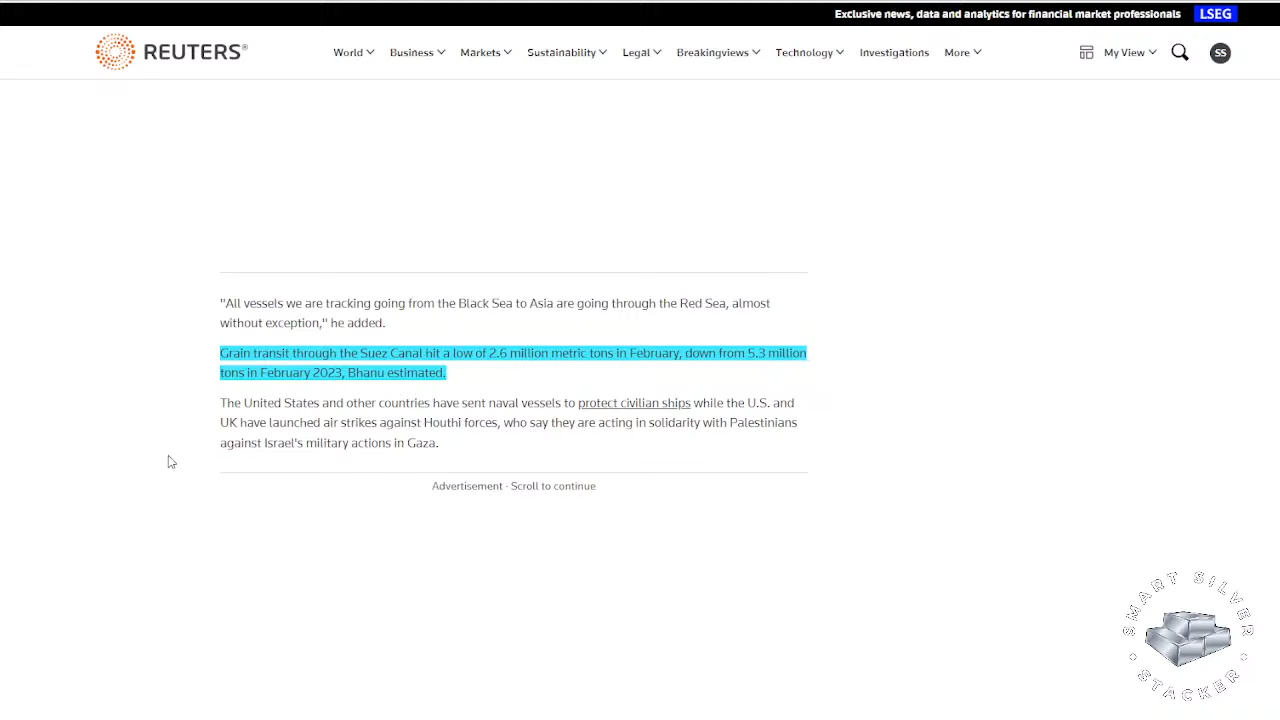 Exclusive news, data and analytics for financial market professionals LSEG
REUTERS®
World Business Markets Sustainability Legal Breakingviews Technology Investigations More My View SS
"All vessels we are tracking going from the Black Sea to Asia are going through the Red Sea, almost
without exception," he added.
Grain transit through the Suez Canal hit a low of 2.6 million metric tons in February, down from 5.3 million
tons in February 2023, Bhanu estimated.
The United States and other countries have sent naval vessels to protect civilian ships while the U.S. and
UK have launched air strikes against Houthi forces, who say they are acting in solidarity with Palestinians
against Israel's military actions in Gaza.
Advertisement · Scroll to continue
SMART SILVER
STACKER